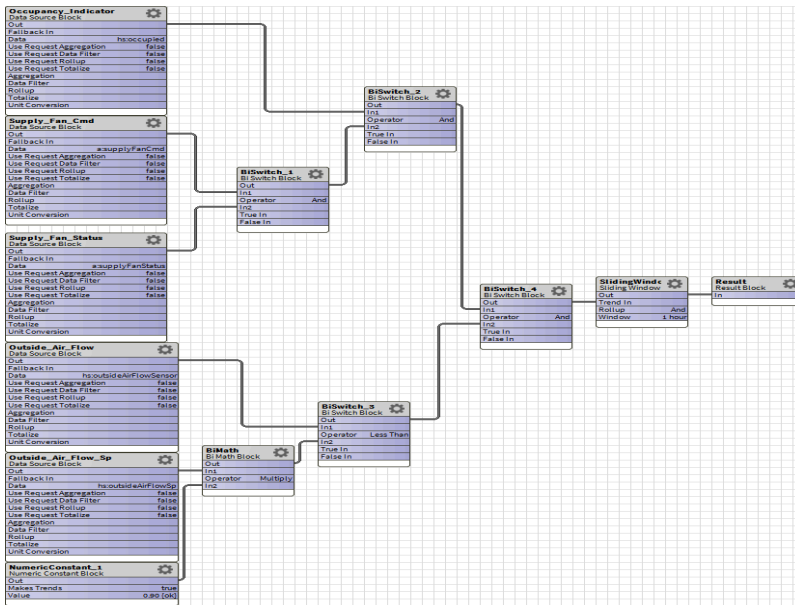 Occupancy_Indicator
Data Source Block
Out
Fallback In
Data hs:occupied
Use Request Aggregation false
Use Request Data Filter false
Use Request Rollup false
Use Request Totalize false
Aggregation
Data Filter
Rollup
Totalize
Unit Conversion
Supply_Fan_Cmd
Data Source Block
Out
Fallback In
Data a:supplyFanCmd
Use Request Aggregation false
Use Request Data Filter false
Use Request Rollup false
Use Request Totalize false
Aggregation
Data Filter
Rollup
Totalize
Unit Conversion
Supply_Fan_Status
Data Source Block
Out
Fallback In
Data a:supplyFanStatus
Use Request Aggregation false
Use Request Data Filter false
Use Request Rollup false
Use Request Totalize false
Aggregation
Data Filter
Rollup
Totalize
Unit Conversion
Outside_Air_Flow
Data Source Block
Out
Fallback In
Data hs:outsideAirFlowSensor
Use Request Aggregation false
Use Request Data Filter false
Use Request Rollup false
Use Request Totalize false
Aggregation
Data Filter
Rollup
Totalize
Unit Conversion
Outside_Air_Flow_Sp
Data Source Block
Out
Fallback In
Data hs:outsideAirFlowSp
Use Request Aggregation false
Use Request Data Filter false
Use Request Rollup false
Use Request Totalize false
Aggregation
Data Filter
Rollup
Totalize
Unit Conversion
NumericConstant_1
Numeric Constant Block
Out
Makes Trends true
Value 0.90 {ok}
BiSwitch_1
Bi Switch Block
Out
In1
Operator And
In2
True In
False In
BiMath
Bi Math Block
Out
In1
Operator Multiply
In2
BiSwitch_2
Bi Switch Block
Out
In1
Operator And
In2
True In
False In
BiSwitch_3
Bi Switch Block
Out
In1
Operator Less Than
In2
True In
False In
BiSwitch_4
Bi Switch Block
Out
In1
Operator And
In2
True In
False In
SlidingWindo
Sliding Window
Out
Trend In
Rollup And
Window 1 hour
Result
Result Block
In